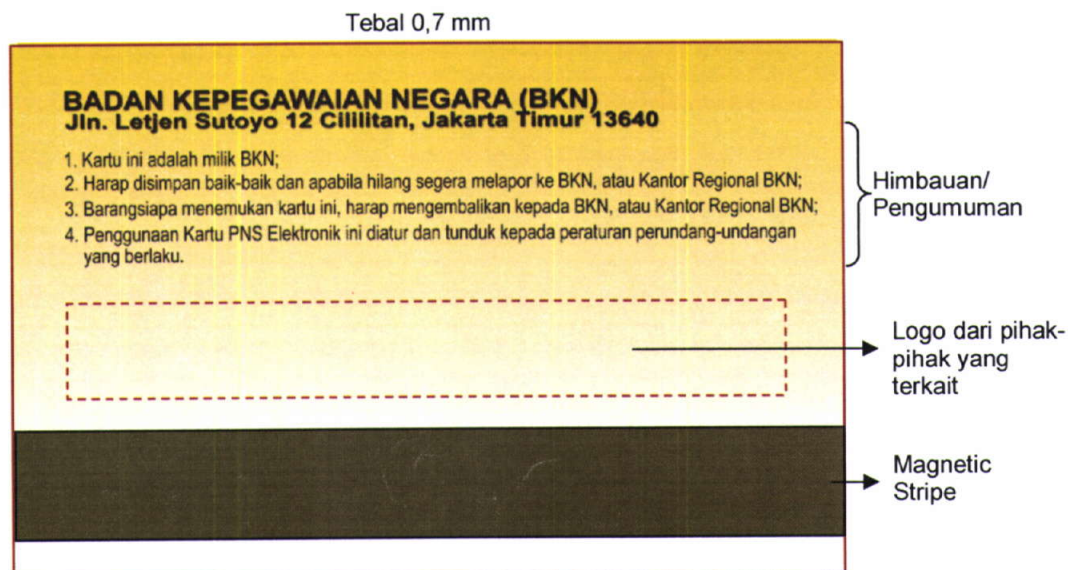 Tebal 0,7 mm
BADAN KEPEGAWAIAN NEGARA (BKN)
Jln. Letjen Sutoyo 12 Cililitan, Jakarta Timur 13640
1. Kartu ini adalah milik BKN;
2. Harap disimpan baik-baik dan apabila hilang segera melapor ke BKN, atau Kantor Regional BKN;
3. Barangsiapa menemukan kartu ini, harap mengembalikan kepada BKN, atau Kantor Regional BKN;
4. Penggunaan Kartu PNS Elektronik ini diatur dan tunduk kepada peraturan perundang-undangan
yang berlaku.
Himbauan/
Pengumuman
Logo dari pihak-
pihak yang
terkait
Magnetic
Stripe